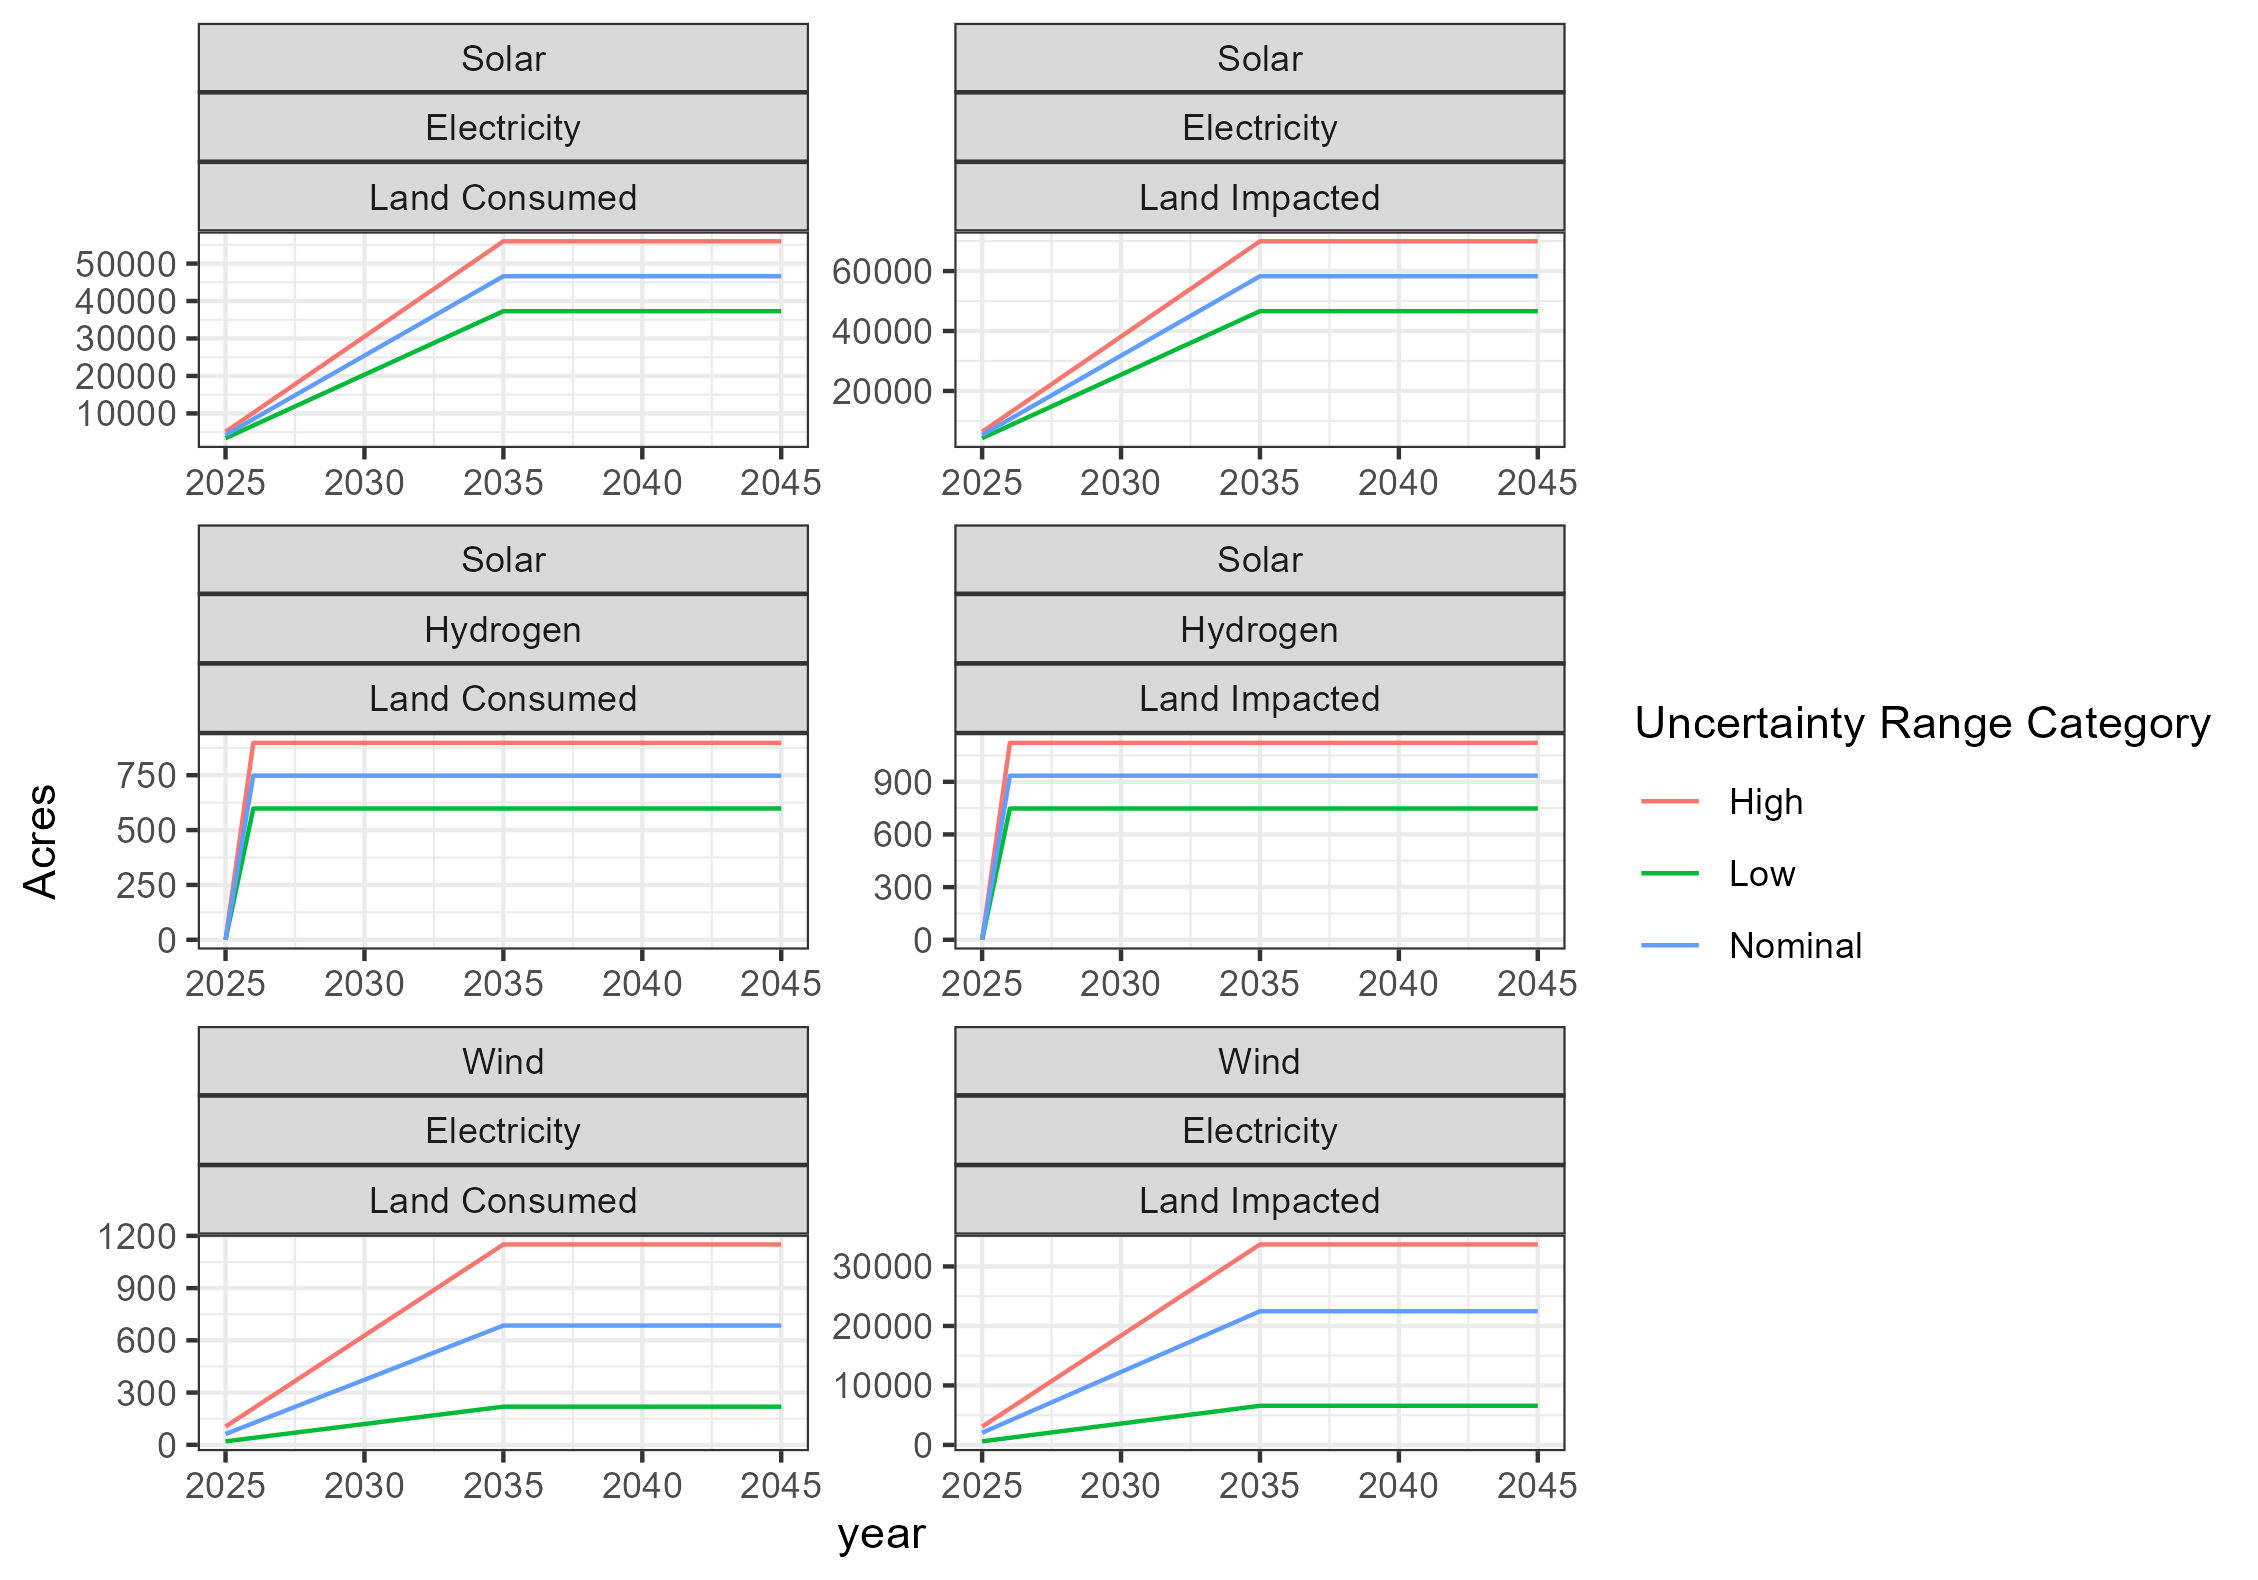 Solar
Electricity
Land Consumed
50000
40000
30000
20000
10000
2025 2030 2035 2040 2045
Solar
Electricity
Land Impacted
60000
40000
20000
2025 2030 2035 2040 2045
Solar
Hydrogen
Land Consumed
750
500
250
0
2025 2030 2035 2040 2045
Solar
Hydrogen
Land Impacted
900
600
300
0
2025 2030 2035 2040 2045
Wind
Electricity
Land Consumed
1200
900
600
300
0
2025 2030 2035 2040 2045
Wind
Electricity
Land Impacted
30000
20000
10000
0
2025 2030 2035 2040 2045
Acres
year
Uncertainty Range Category
High
Low
Nominal